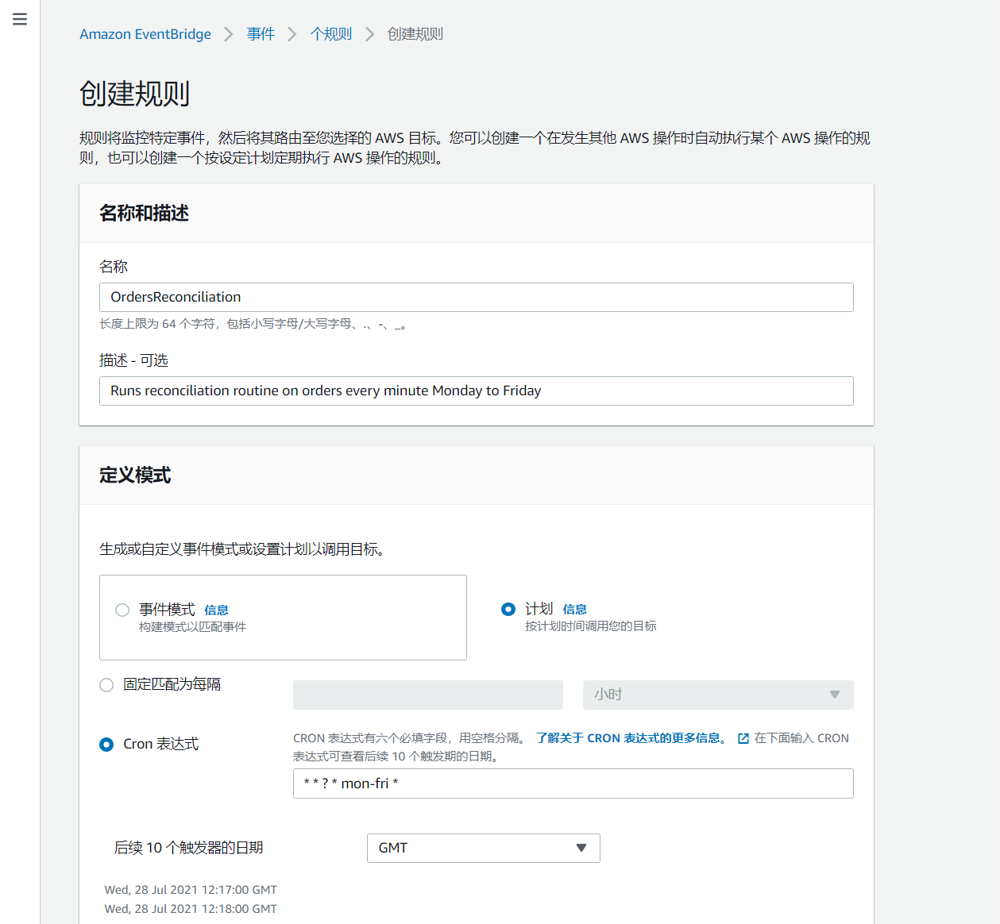 Amazon EventBridge > 事件 > 个规则 > 创建规则
创建规则
规则将监控特定事件，然后将其路由至您选择的 AWS 目标。您可以创建一个在发生其他 AWS 操作时自动执行某个 AWS 操作的规
则，也可以创建一个按设定计划定期执行 AWS 操作的规则。
名称和描述
名称
OrdersReconciliation
长度上限为 64 个字符，包括小写字母/大写字母、.、-、_。
描述 - 可选
Runs reconciliation routine on orders every minute Monday to Friday
定义模式
生成或自定义事件模式或设置计划以调用目标。
事件模式 信息
构建模式以匹配事件
计划 信息
按计划时间调用您的目标
固定匹配为每隔
小时
Cron 表达式
CRON 表达式有六个必填字段，用空格分隔。 了解关于 CRON 表达式的更多信息。 在下面输入 CRON
表达式可查看后续 10 个触发期的日期。
* * ? * mon-fri *
后续 10 个触发器的日期
GMT
Wed, 28 Jul 2021 12:17:00 GMT
Wed, 28 Jul 2021 12:18:00 GMT